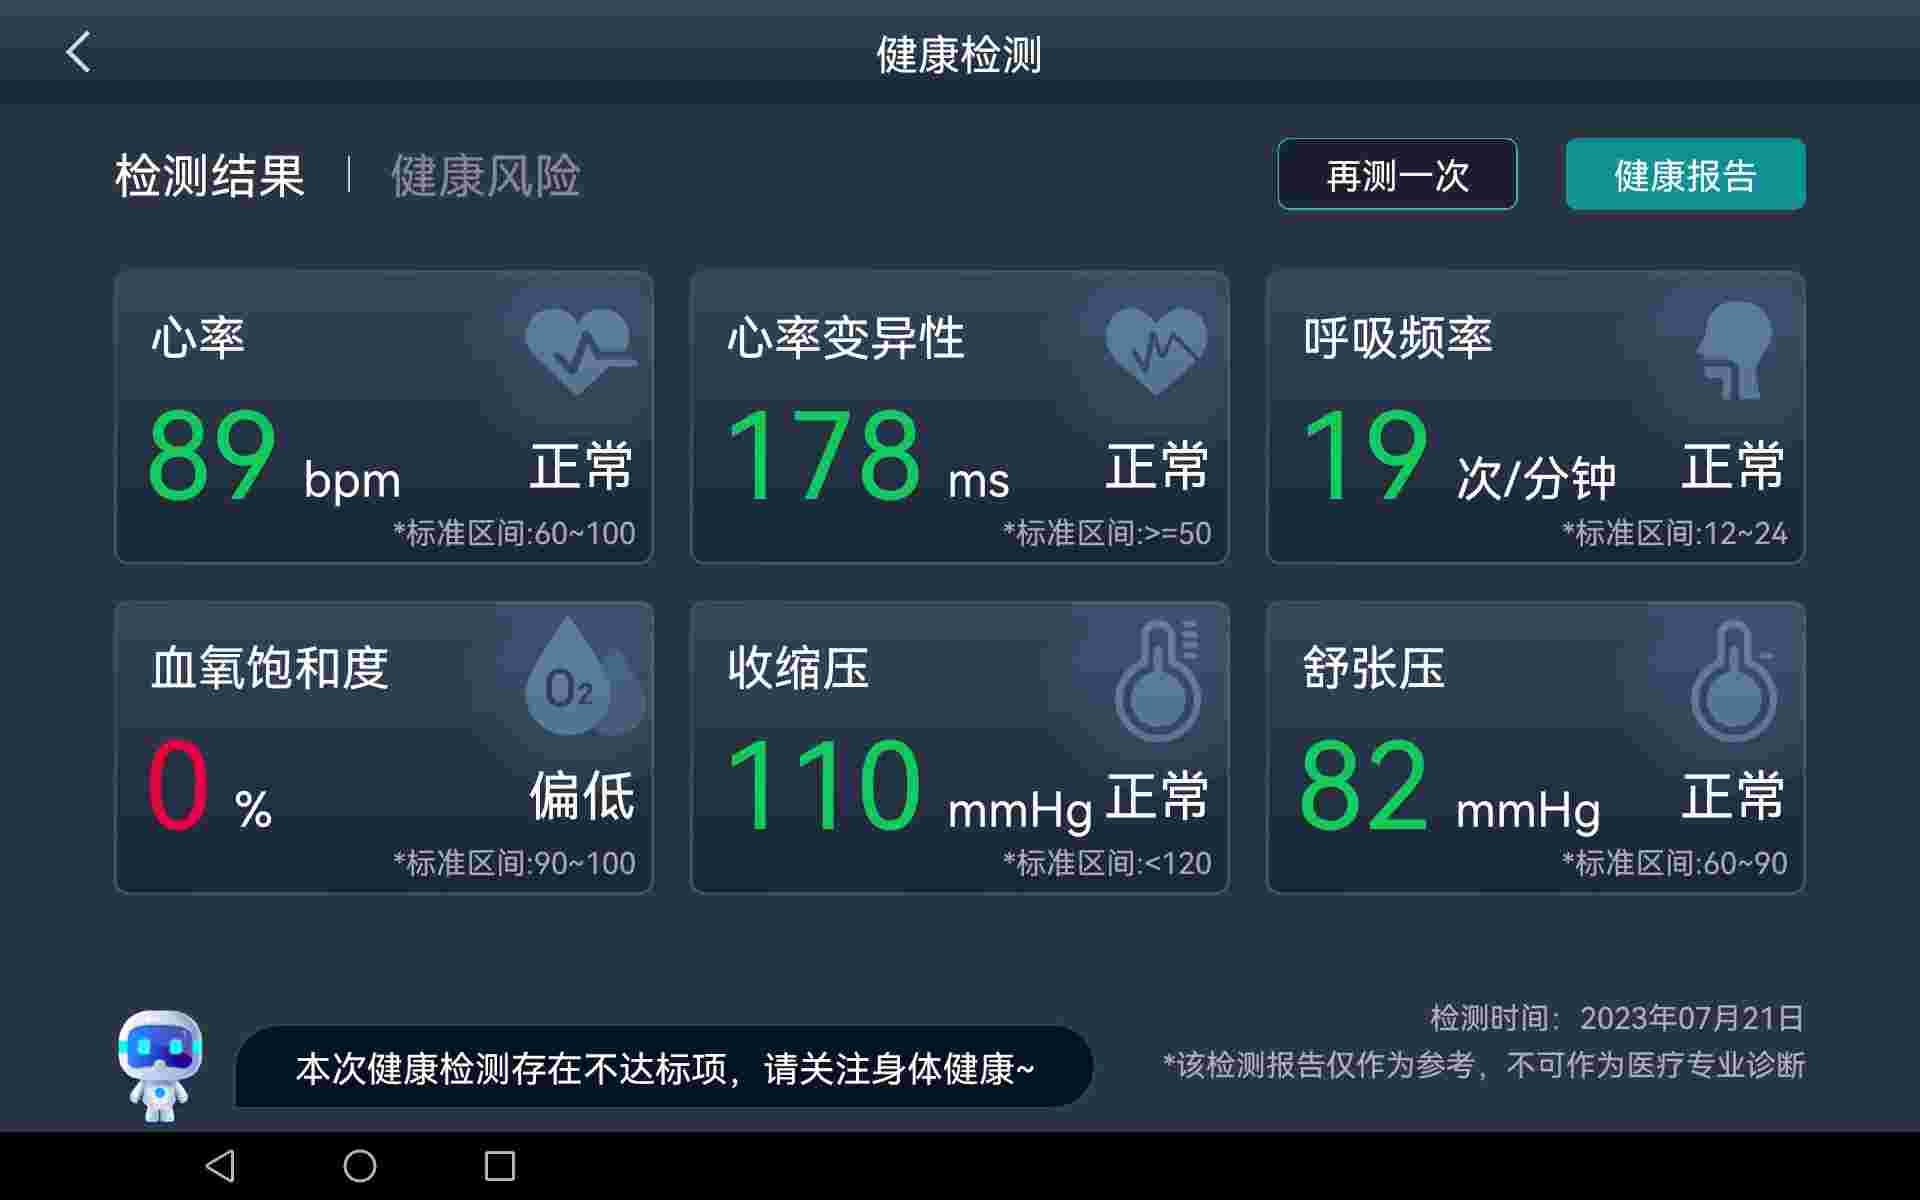 健康检测
检测结果 | 健康风险
再测一次
健康报告
心率
89 bpm 正常
*标准区间:60~100
心率变异性
178 ms 正常
*标准区间:>=50
呼吸频率
19 次/分钟 正常
*标准区间:12~24
血氧饱和度
O2
0 % 偏低
*标准区间:90~100
收缩压
110 mmHg 正常
*标准区间:<120
舒张压
82 mmHg 正常
*标准区间:60~90
本次健康检测存在不达标项，请关注身体健康~
检测时间：2023年07月21日
*该检测报告仅作为参考，不可作为医疗专业诊断